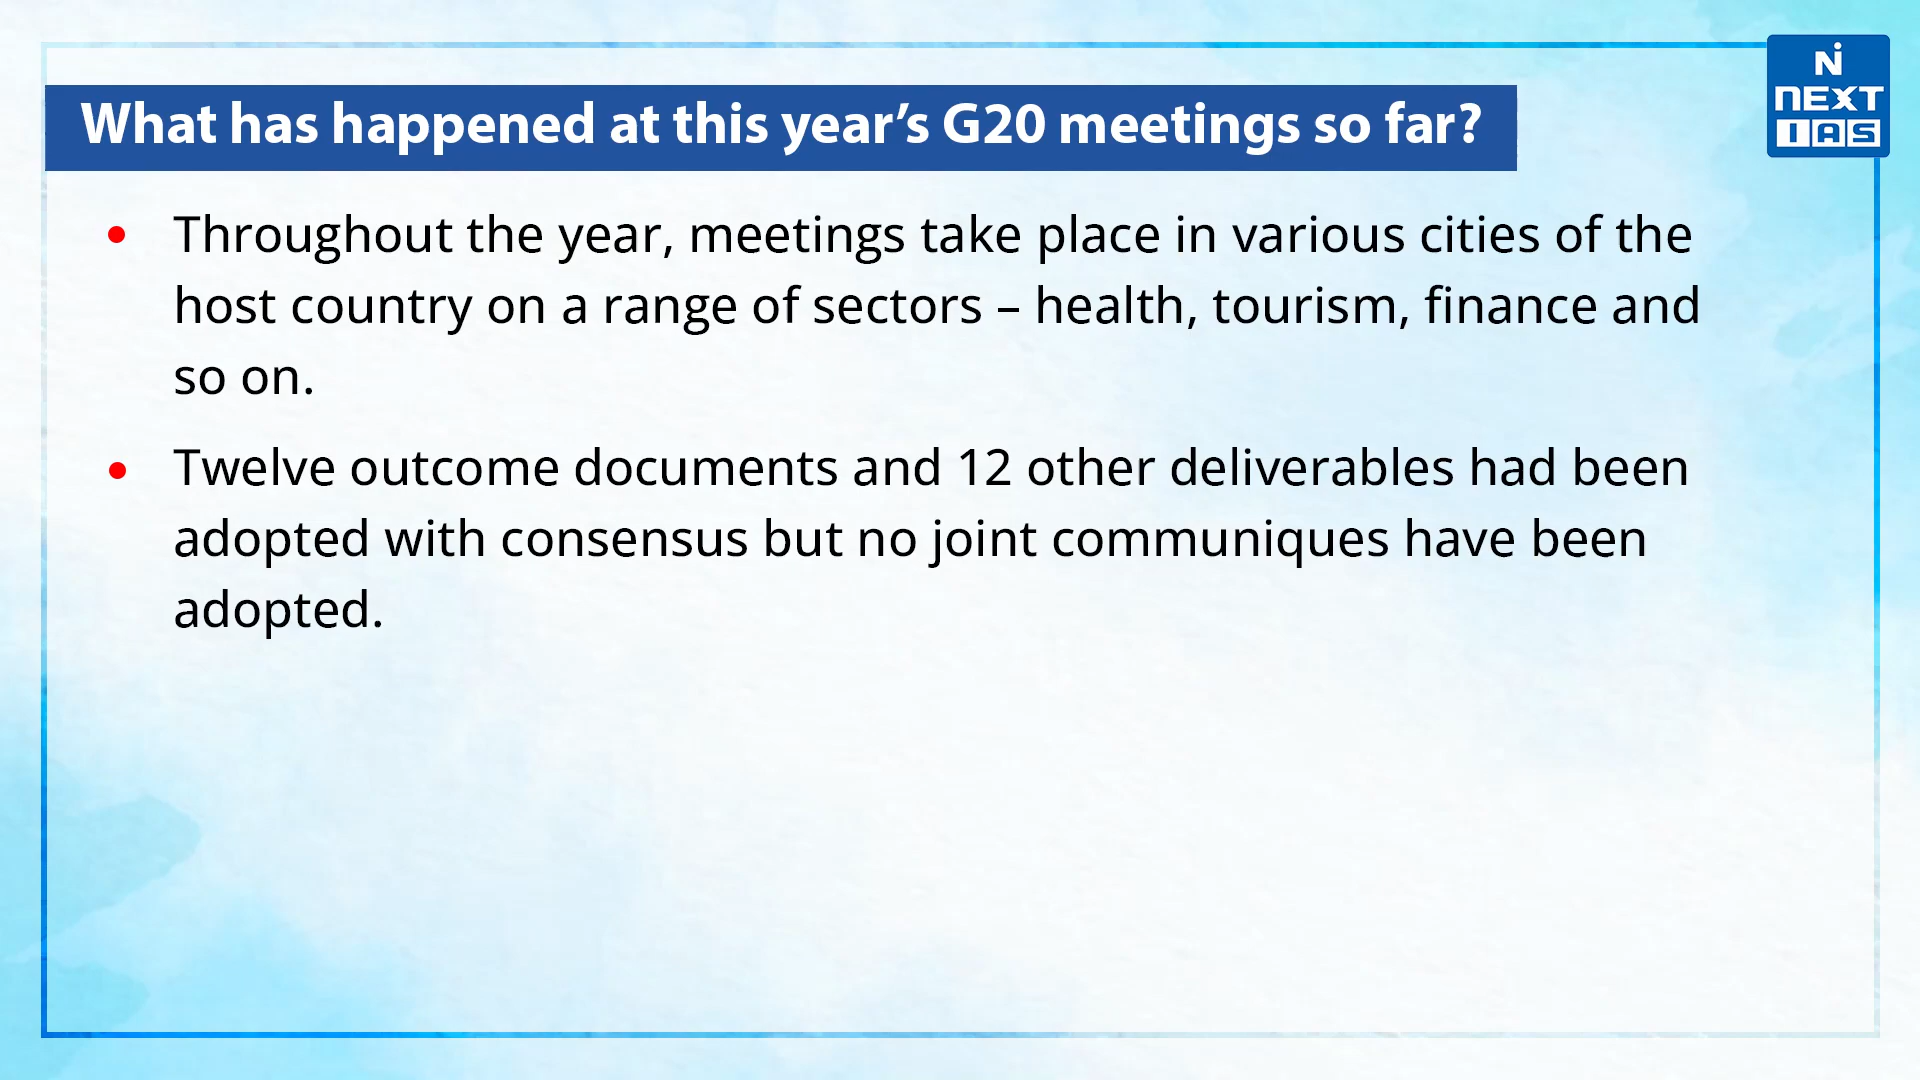 What has happened at this year’s G20 meetings so far?
Ni
NEXT
IAS
• Throughout the year, meetings take place in various cities of the
host country on a range of sectors – health, tourism, finance and
so on.
• Twelve outcome documents and 12 other deliverables had been
adopted with consensus but no joint communiques have been
adopted.